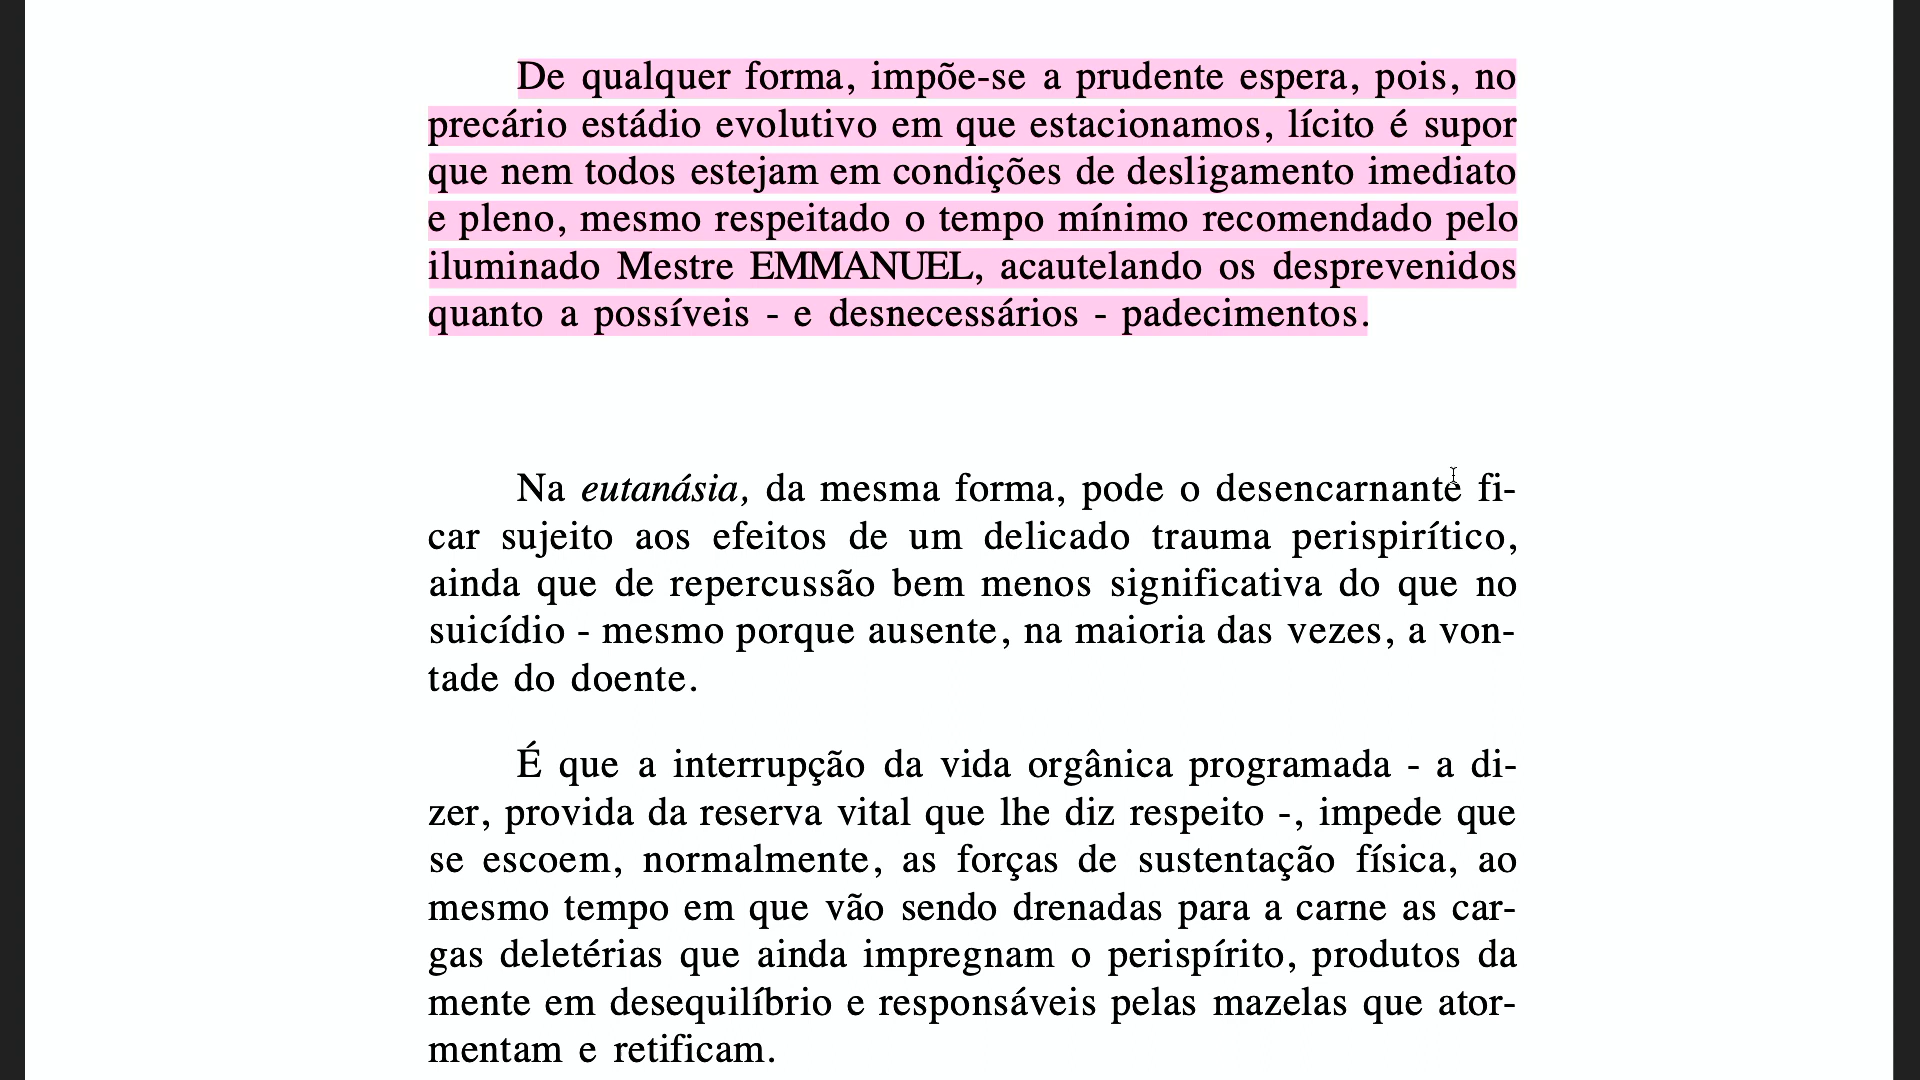 De qualquer forma, impõe-se a prudente espera, pois, no
precário estádio evolutivo em que estacionamos, lícito é supor
que nem todos estejam em condições de desligamento imediato
e pleno, mesmo respeitado o tempo mínimo recomendado pelo
iluminado Mestre EMMANUEL, acautelando os desprevenidos
quanto a possíveis - e desnecessários - padecimentos.
Na eutanásia, da mesma forma, pode o desencarnante fi-
car sujeito aos efeitos de um delicado trauma perispirítico,
ainda que de repercussão bem menos significativa do que no
suicídio - mesmo porque ausente, na maioria das vezes, a von-
tade do doente.
É que a interrupção da vida orgânica programada - a di-
zer, provida da reserva vital que lhe diz respeito -, impede que
se escoem, normalmente, as forças de sustentação física, ao
mesmo tempo em que vão sendo drenadas para a carne as car-
gas deletérias que ainda impregnam o perispírito, produtos da
mente em desequilíbrio e responsáveis pelas mazelas que ator-
mentam e retificam.